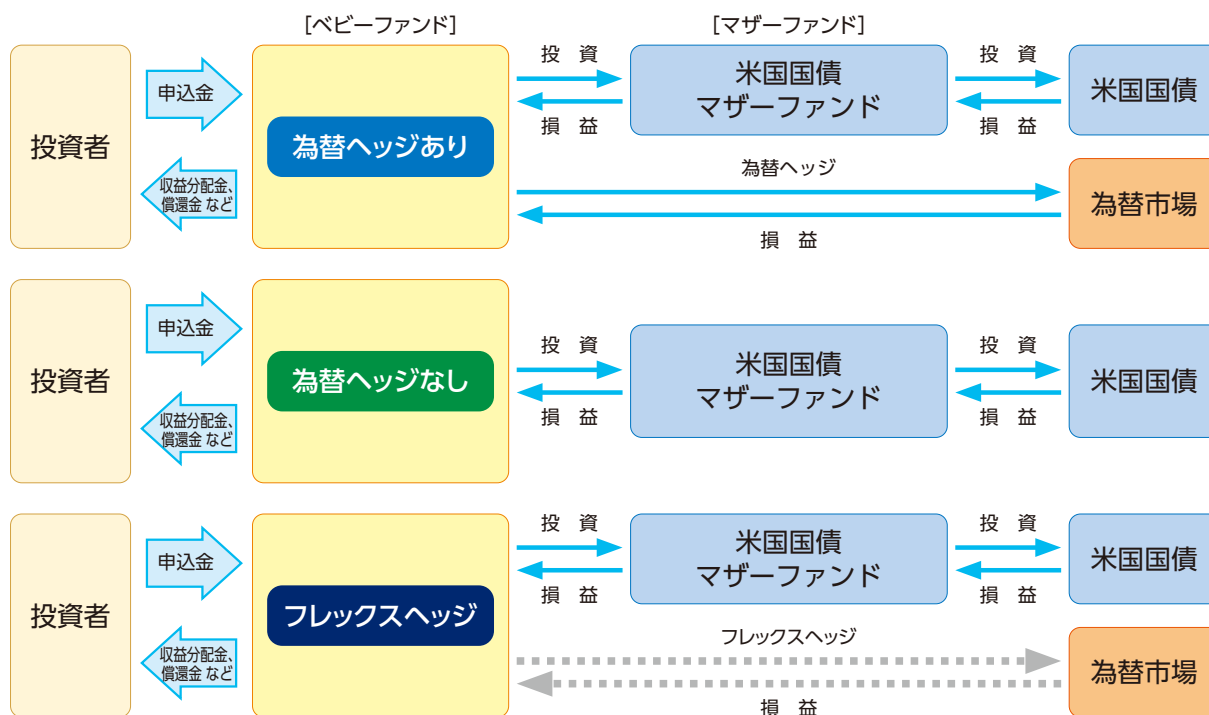 [ベビーファンド]
[マザーファンド]
投資者
申込金
収益分配金、
償還金 など
為替ヘッジあり
投 資
損 益
米国国債
マザーファンド
投 資
損 益
米国国債
為替ヘッジ
損 益
為替市場
投資者
申込金
収益分配金、
償還金 など
為替ヘッジなし
投 資
損 益
米国国債
マザーファンド
投 資
損 益
米国国債
投資者
申込金
収益分配金、
償還金 など
フレックスヘッジ
投 資
損 益
米国国債
マザーファンド
投 資
損 益
米国国債
フレックスヘッジ
損 益
為替市場